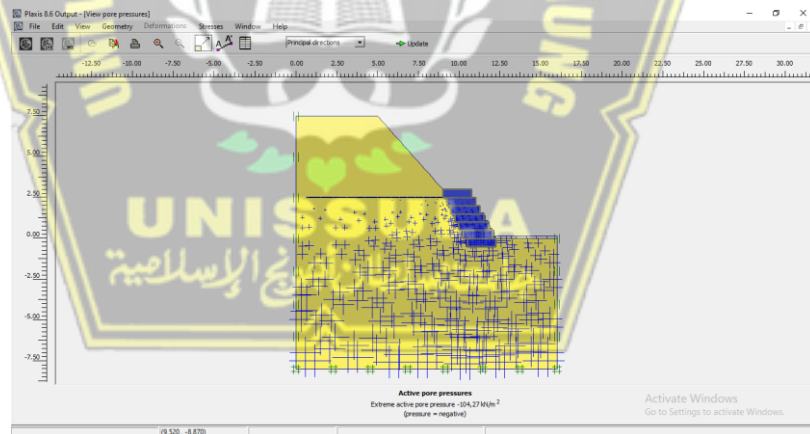 Plaxis 8.6 Output - [View pore pressures]
File Edit View Geometry Deformations Stresses Window Help
Principal directions
Update
-12.50 -10.00 -7.50 -5.00 -2.50 0.00 2.50 5.00 7.50 10.00 12.50 15.00 17.50 20.00 22.50 25.00 27.50 30.00
7.50
5.00
2.50
0.00
-2.50
-5.00
-7.50
UNISSULA
Active pore pressures
Extreme active pore pressure -104,27 kN/m²
(pressure = negative)
Activate Windows
Go to Settings to activate Windows.
(9.520, -8.870)